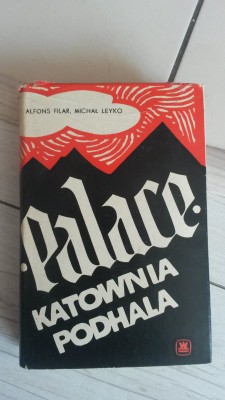 ALFONS FILAR, MICHAŁ LEYKO
·Palace·
KATOWNIA
PODHALA